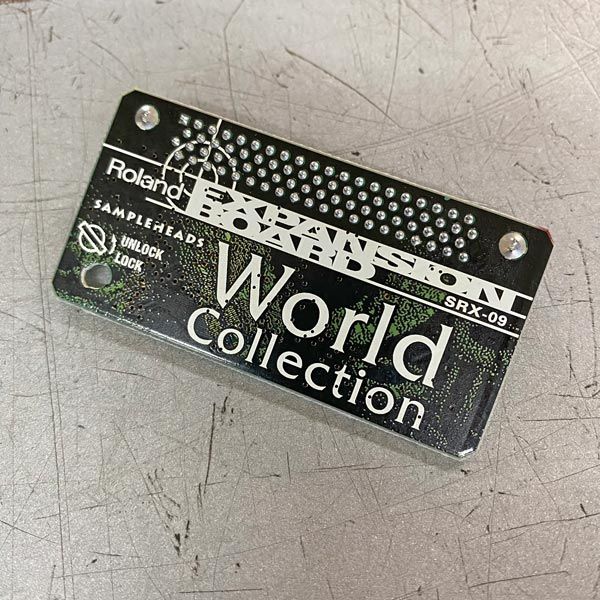 Roland
EXPANSION
BOARD
SRX-09
SAMPLEHEADS
UNLOCK
LOCK
World
Collection